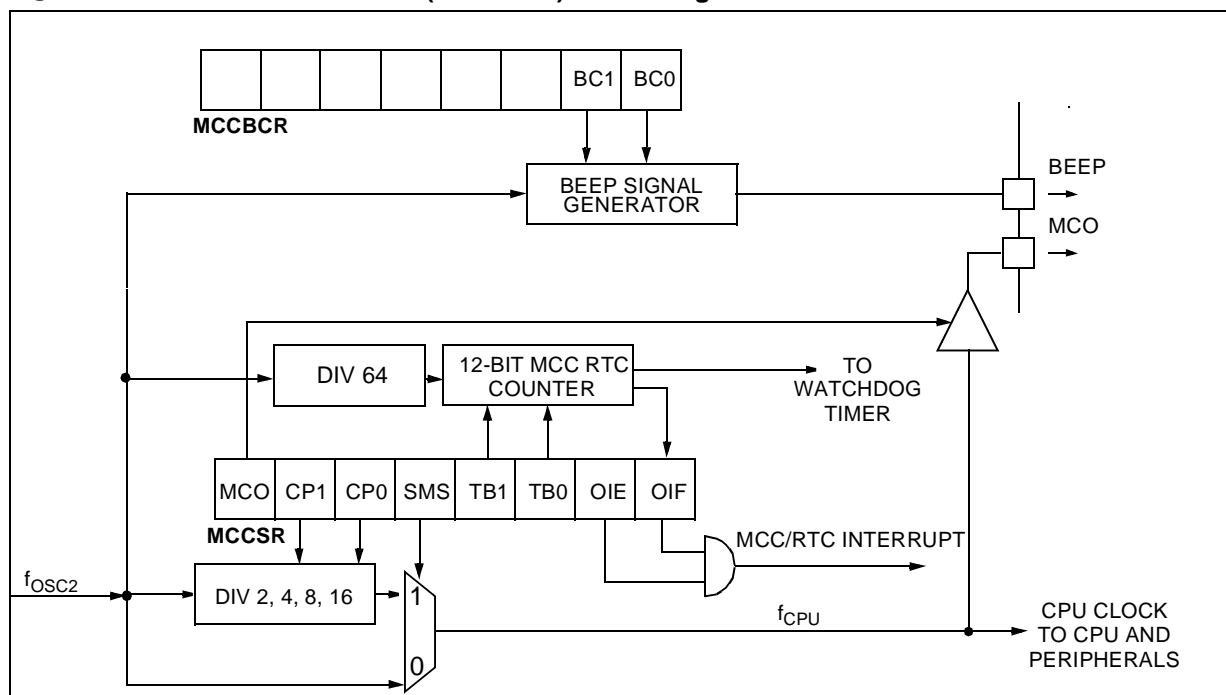 BC1 BC0
MCCBCR
BEEP SIGNAL
GENERATOR
BEEP
MCO
DIV 64
12-BIT MCC RTC
COUNTER
TO
WATCHDOG
TIMER
MCO CP1 CP0 SMS TB1 TB0 OIE OIF
MCCSR
MCC/RTC INTERRUPT
fOSC2
DIV 2, 4, 8, 16
1
0
fCPU
CPU CLOCK
TO CPU AND
PERIPHERALS